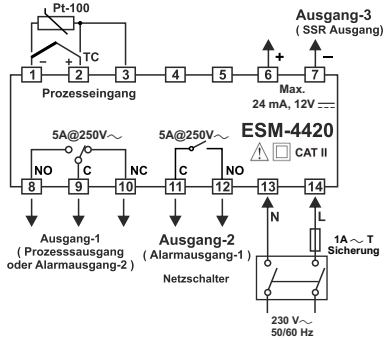 Pt-100
TC
− +
1 2 3 4 5 6 7
Prozesseingang
Ausgang-3
( SSR Ausgang)
+ −
Max.
24 mA, 12V ⎓
ESM-4420
CAT II
5A@250V～
5A@250V～
NO C NC C NO
8 9 10 11 12 13 14
Ausgang-1
( Prozessausgang
oder Alarmausgang-2 )
Ausgang-2
( Alarmausgang-1 )
Netzschalter
N L
1A～ T
Sicherung
230 V～
50/60 Hz